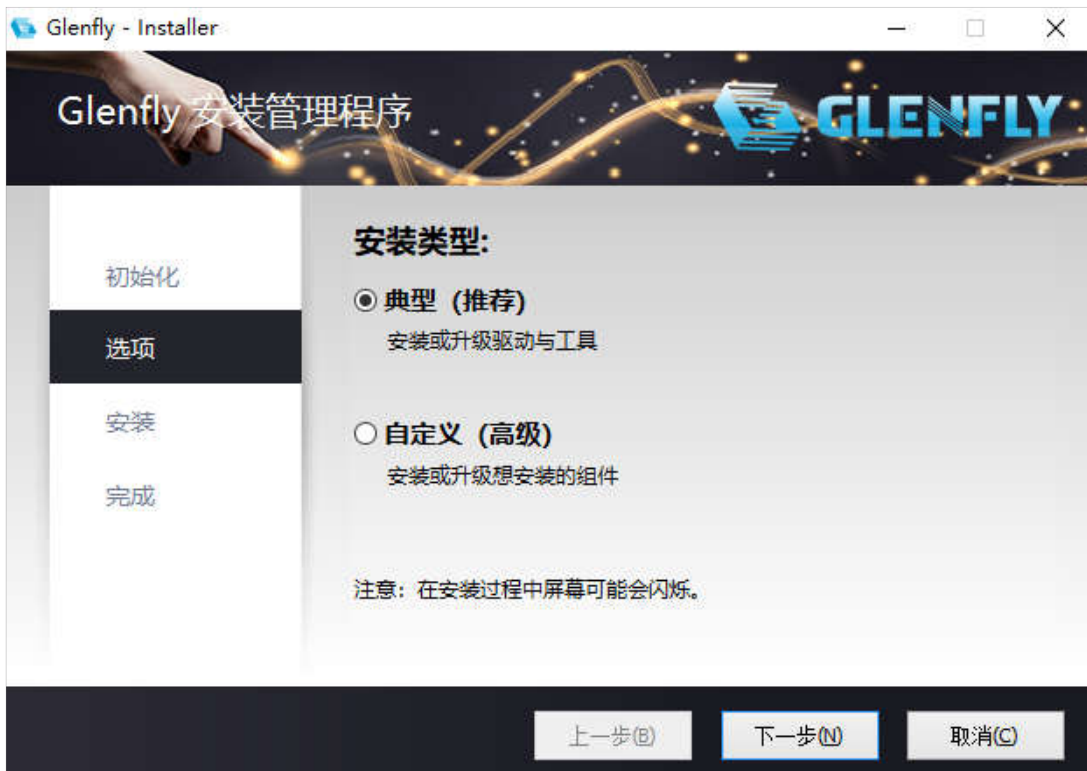 Glenfly - Installer
Glenfly 安装管理程序
GLENFLY
初始化
选项
安装
完成
安装类型:
典型 (推荐)
安装或升级驱动与工具
自定义 (高级)
安装或升级想安装的组件
注意：在安装过程中屏幕可能会闪烁。
上一步(B)
下一步(N)
取消(C)